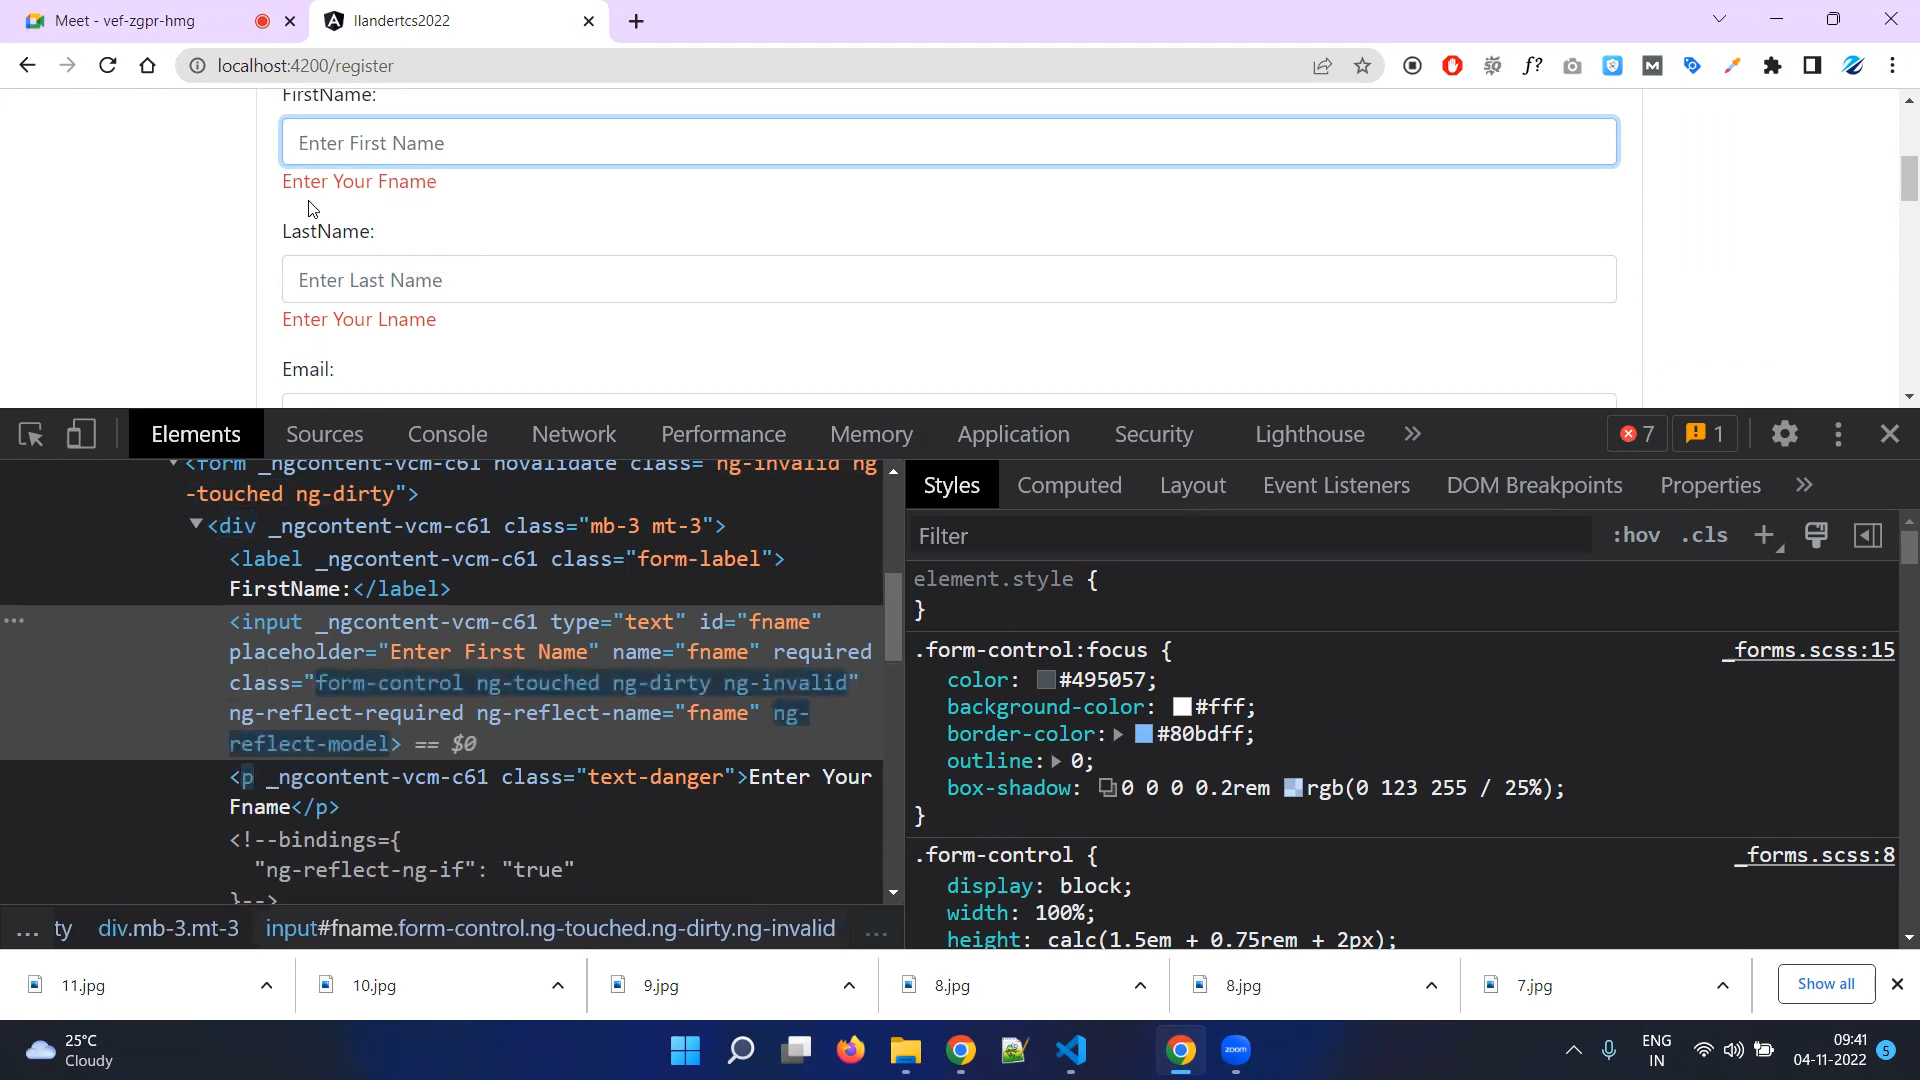 Meet - vef-zgpr-hmg
llandertcs2022
localhost:4200/register
FirstName:
Enter First Name
Enter Your Fname
LastName:
Enter Last Name
Enter Your Lname
Email:
Elements Sources Console Network Performance Memory Application Security Lighthouse 7 1
<form _ngcontent-vcm-c61 novalidate class="ng-invalid ng
-touched ng-dirty">
<div _ngcontent-vcm-c61 class="mb-3 mt-3">
<label _ngcontent-vcm-c61 class="form-label">
FirstName:</label>
<input _ngcontent-vcm-c61 type="text" id="fname"
placeholder="Enter First Name" name="fname" required
class="form-control ng-touched ng-dirty ng-invalid"
ng-reflect-required ng-reflect-name="fname" ng-
reflect-model> == $0
<p _ngcontent-vcm-c61 class="text-danger">Enter Your
Fname</p>
<!--bindings={
"ng-reflect-ng-if": "true"
}-->
... ty div.mb-3.mt-3 input#fname.form-control.ng-touched.ng-dirty.ng-invalid ...
Styles Computed Layout Event Listeners DOM Breakpoints Properties
Filter :hov .cls
element.style {
}
.form-control:focus { _forms.scss:15
color: #495057;
background-color: #fff;
border-color: #80bdff;
outline: 0;
box-shadow: 0 0 0 0.2rem rgb(0 123 255 / 25%);
}
.form-control { _forms.scss:8
display: block;
width: 100%;
height: calc(1.5em + 0.75rem + 2px);
11.jpg 10.jpg 9.jpg 8.jpg 8.jpg 7.jpg Show all
25°C
Cloudy
zoom
ENG
IN
09:41
04-11-2022
5